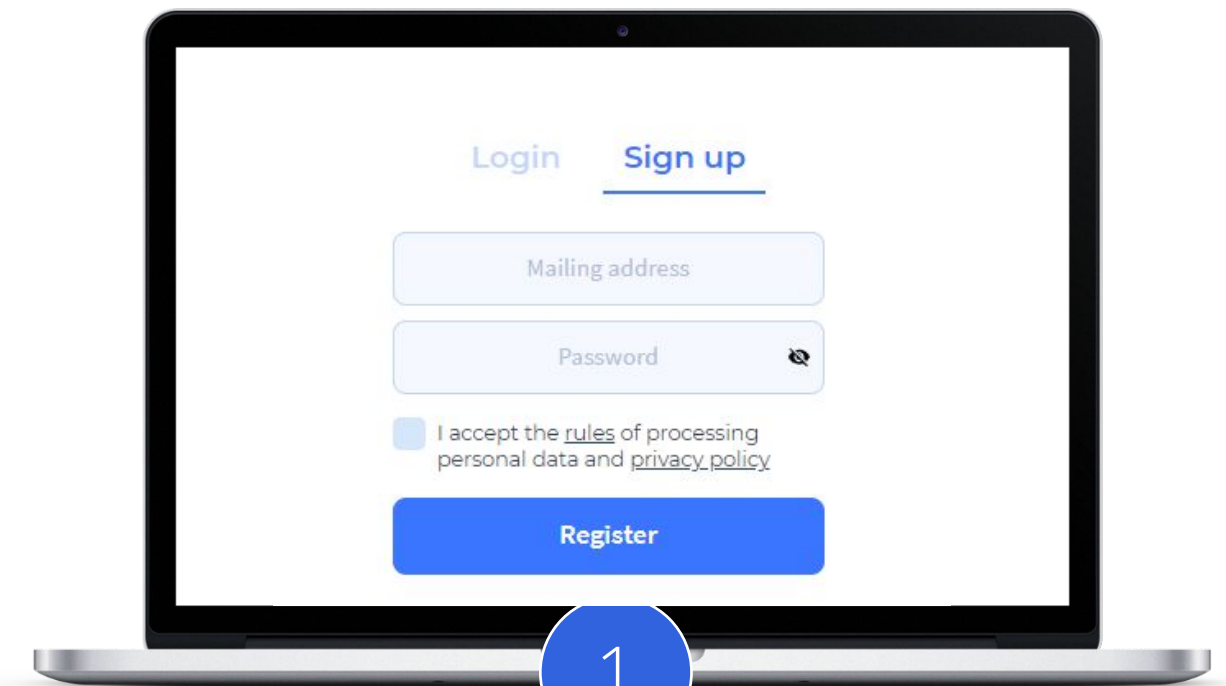 Login Sign up
Mailing address
Password
I accept the rules of processing
personal data and privacy policy
Register
1